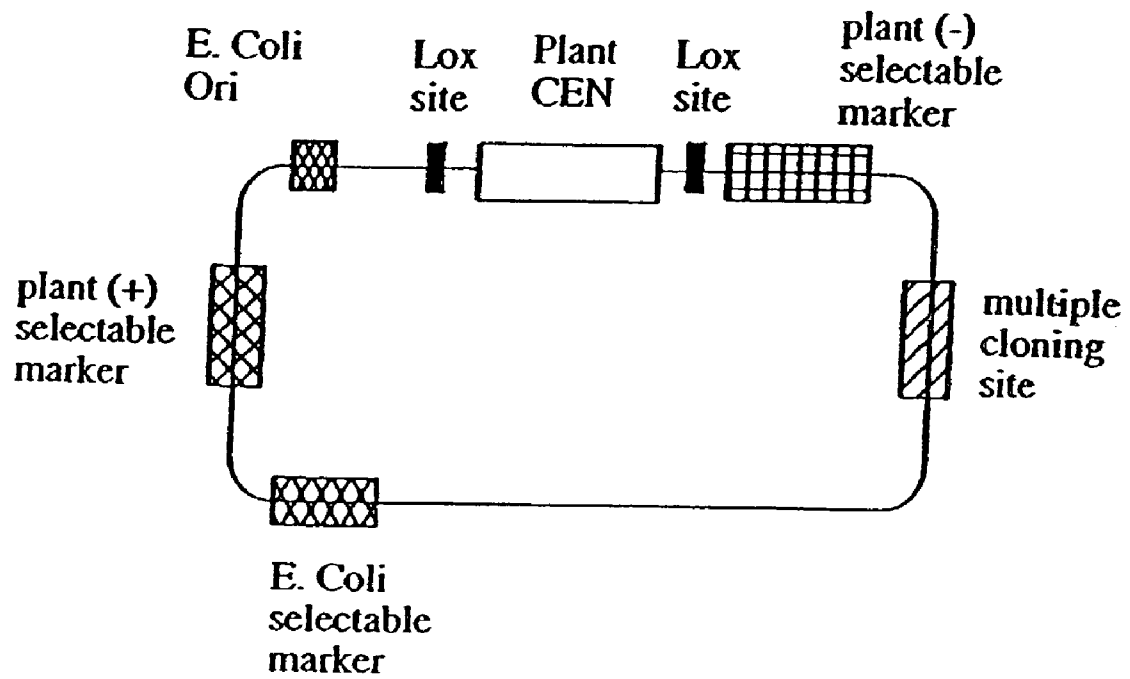 E. Coli
Ori
Lox
site
Plant
CEN
Lox
site
plant (-)
selectable
marker
plant (+)
selectable
marker
multiple
cloning
site
E. Coli
selectable
marker